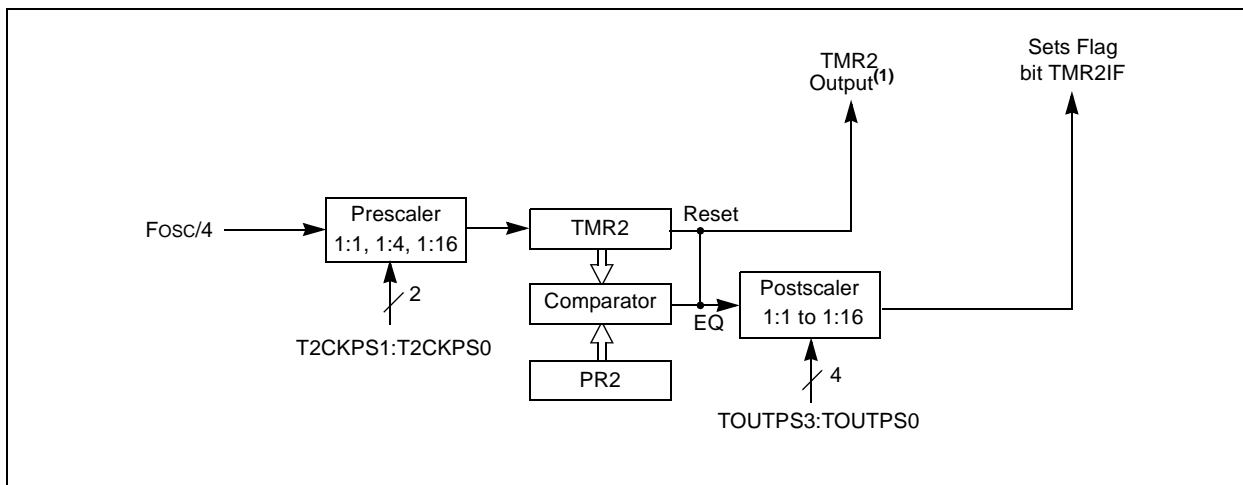 TMR2
Output(1)
Sets Flag
bit TMR2IF
FOSC/4
Prescaler
1:1, 1:4, 1:16
2
T2CKPS1:T2CKPS0
TMR2
Reset
Comparator
EQ
PR2
Postscaler
1:1 to 1:16
4
TOUTPS3:TOUTPS0